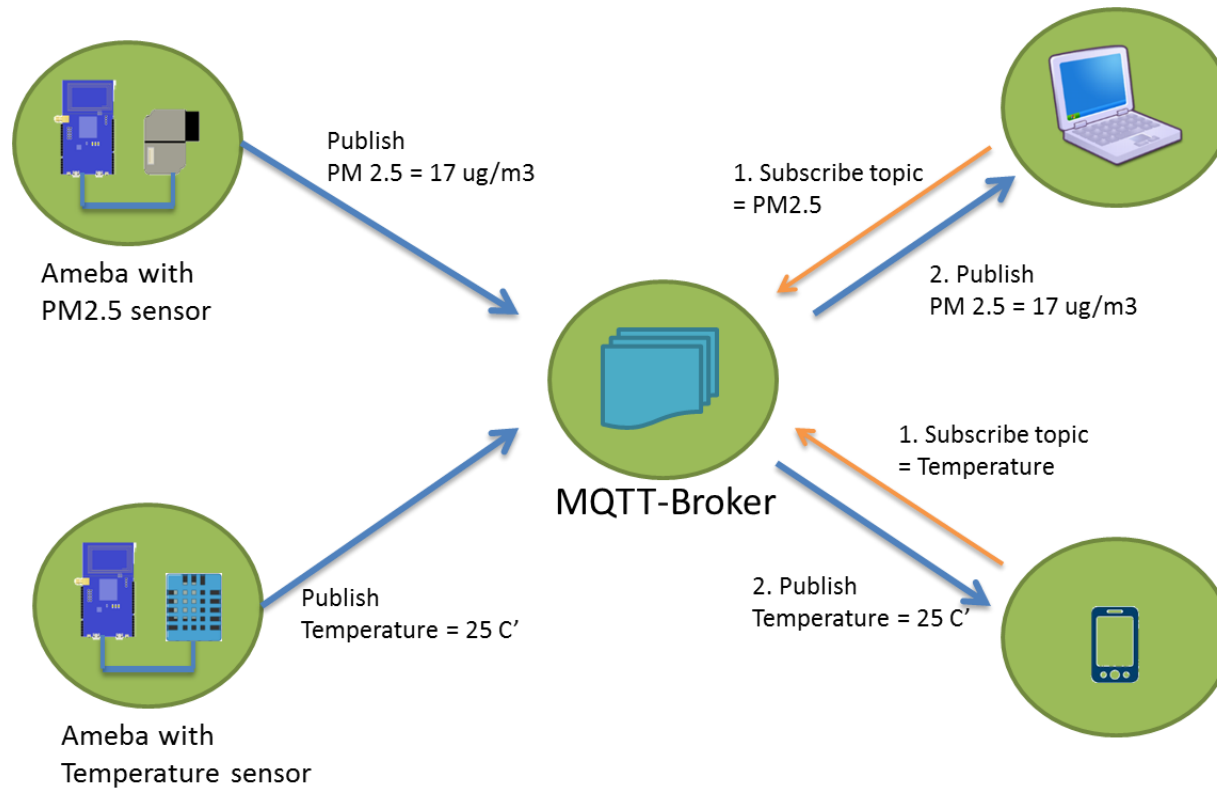 Publish
PM 2.5 = 17 ug/m3
1. Subscribe topic
= PM2.5
Ameba with
PM2.5 sensor
2. Publish
PM 2.5 = 17 ug/m3
1. Subscribe topic
= Temperature
MQTT-Broker
Publish
Temperature = 25 C’
2. Publish
Temperature = 25 C’
Ameba with
Temperature sensor